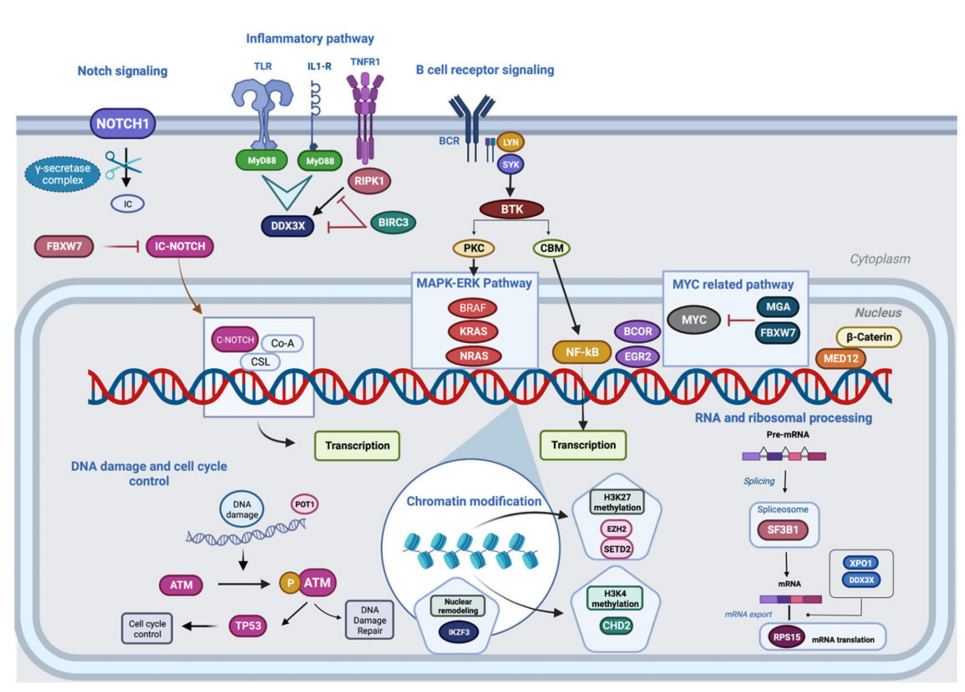 Inflammatory pathway
Notch signaling
TLR
IL1-R
TNFR1
B cell receptor signaling
NOTCH1
BCR
LYN
SYK
MyD88
MyD88
γ-secretase
complex
RIPK1
IC
BTK
DDX3X
BIRC3
FBXW7
IC-NOTCH
PKC
CBM
Cytoplasm
MAPK-ERK Pathway
BRAF
KRAS
NRAS
MYC related pathway
MYC
MGA
FBXW7
Nucleus
BCOR
EGR2
NF-kB
β-Caterin
MED12
C-NOTCH
Co-A
CSL
Transcription
Transcription
RNA and ribosomal processing
Pre-mRNA
Splicing
Spliceosome
SF3B1
mRNA
XPO1
DDX3X
mRNA export
RPS15
mRNA translation
DNA damage and cell cycle
control
DNA
damage
POT1
ATM
P
ATM
Cell cycle
control
TP53
DNA
Damage
Repair
Chromatin modification
Nuclear
remodeling
IKZF3
H3K27
methylation
EZH2
SETD2
H3K4
methylation
CHD2